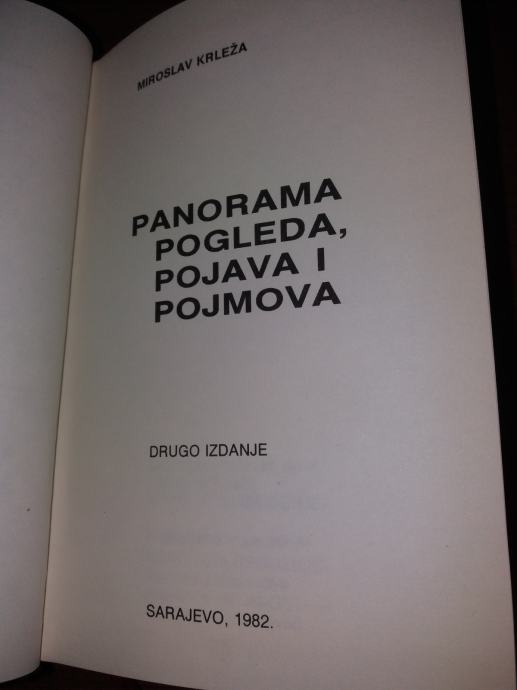 MIROSLAV KRLEŽA
PANORAMA
POGLEDA,
POJAVA I
POJMOVA
DRUGO IZDANJE
SARAJEVO, 1982.